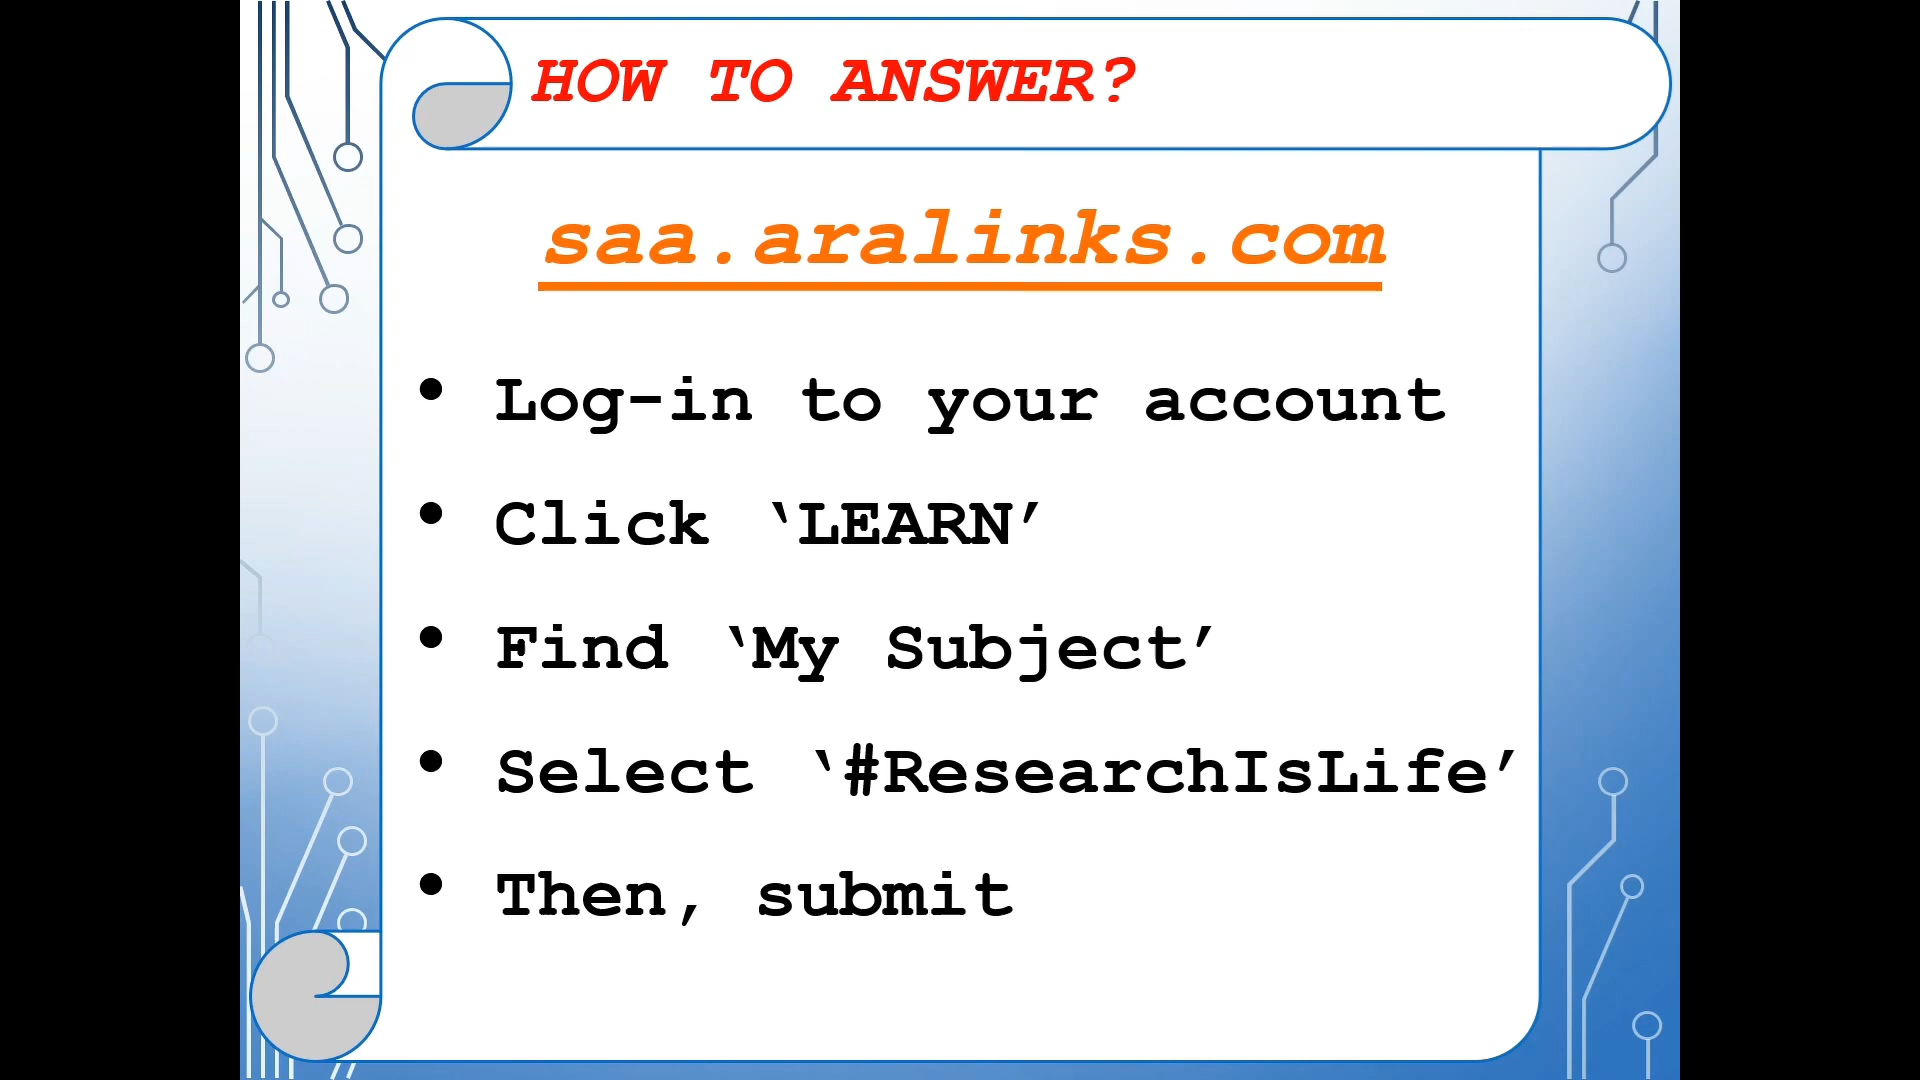 HOW TO ANSWER?
saa.aralinks.com
• Log-in to your account
• Click ‘LEARN’
• Find ‘My Subject’
• Select ‘#ResearchIsLife’
• Then, submit